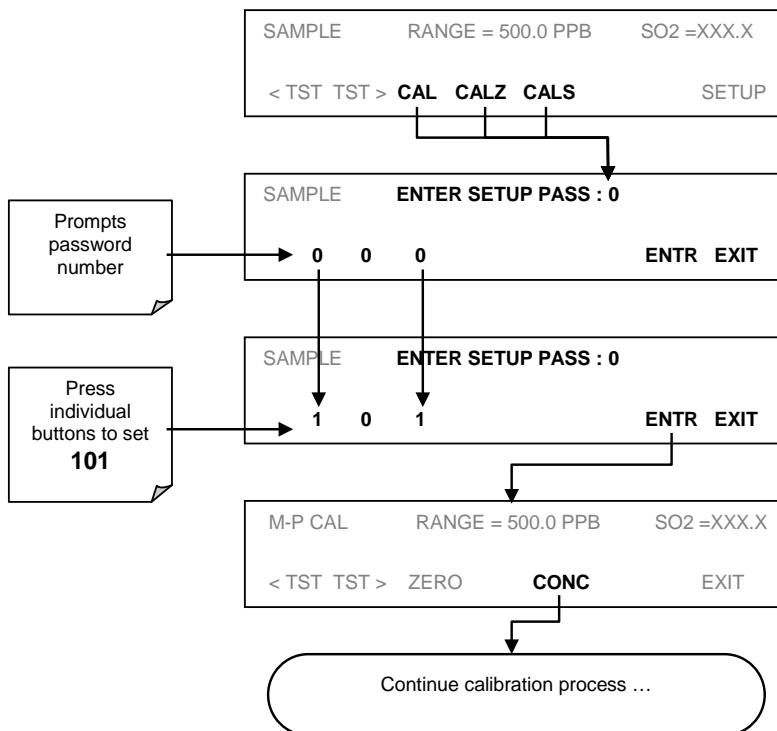 SAMPLE RANGE = 500.0 PPB SO2 =XXX.X
< TST TST > CAL CALZ CALS SETUP
SAMPLE ENTER SETUP PASS : 0
Prompts
password
number
0 0 0 ENTR EXIT
SAMPLE ENTER SETUP PASS : 0
Press
individual
buttons to set
101
1 0 1 ENTR EXIT
M-P CAL RANGE = 500.0 PPB SO2 =XXX.X
< TST TST > ZERO CONC EXIT
Continue calibration process …